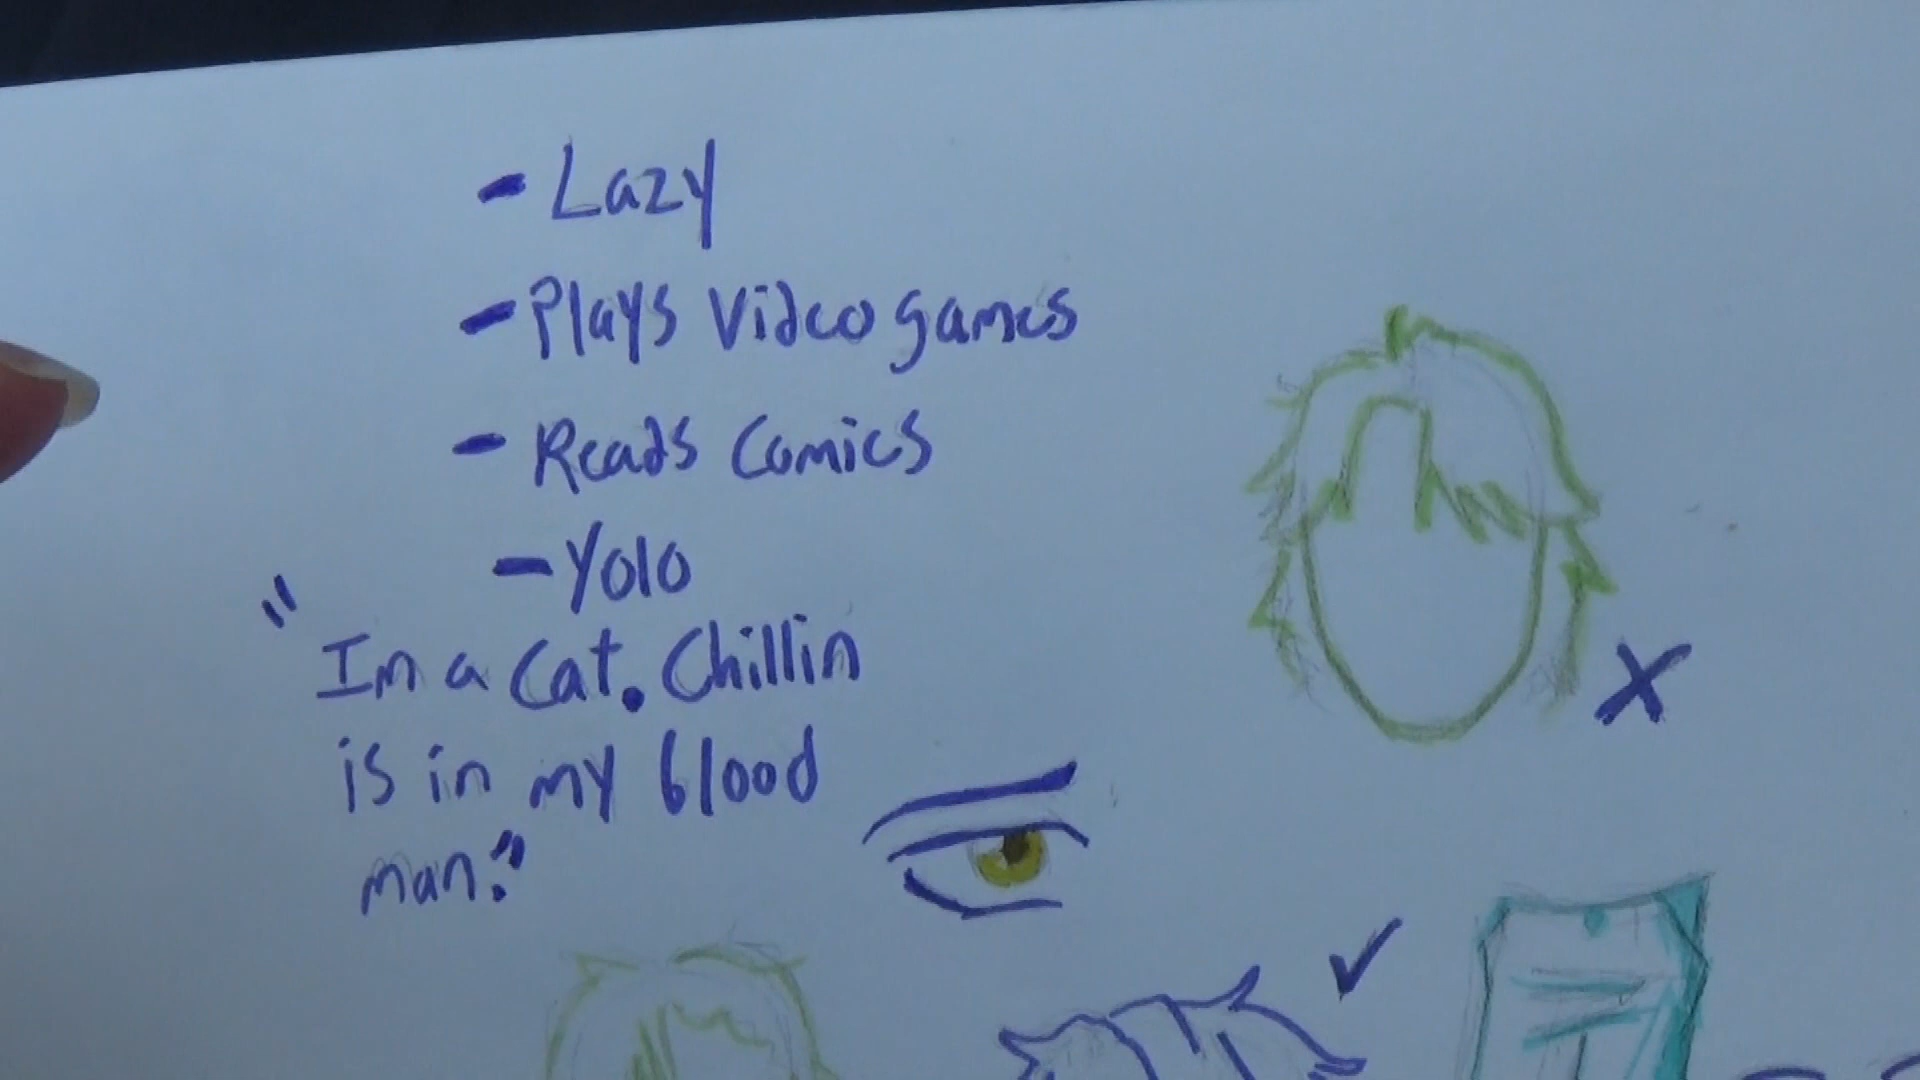 - Lazy
- Plays Video games
- Reads Comics
- Yolo
"Im a Cat. Chillin
is in my blood
man."